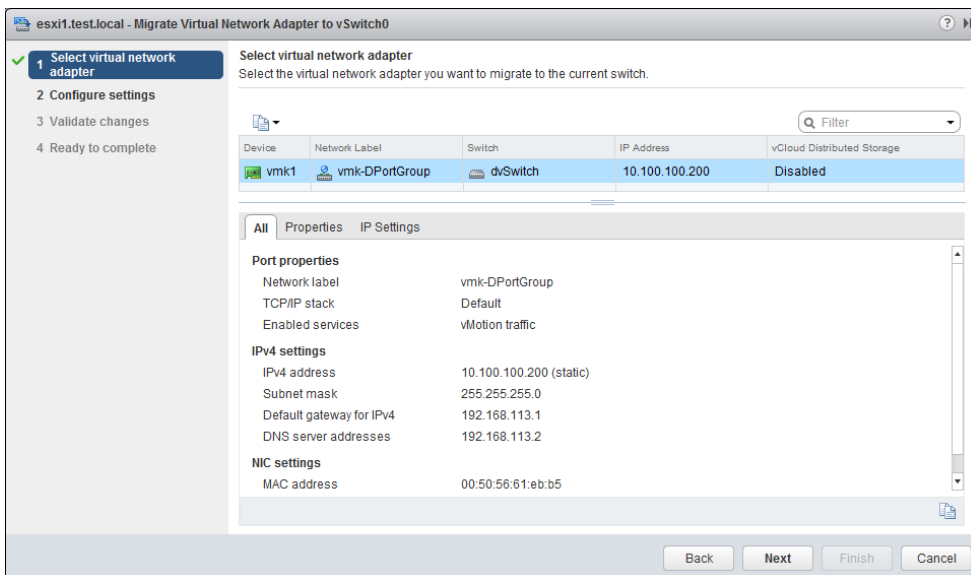 esxi1.test.local - Migrate Virtual Network Adapter to vSwitch0
1 Select virtual network
adapter
2 Configure settings
3 Validate changes
4 Ready to complete
Select virtual network adapter
Select the virtual network adapter you want to migrate to the current switch.
Filter
Device Network Label Switch IP Address vCloud Distributed Storage
vmk1 vmk-DPortGroup dvSwitch 10.100.100.200 Disabled
All Properties IP Settings
Port properties
Network label vmk-DPortGroup
TCP/IP stack Default
Enabled services vMotion traffic
IPv4 settings
IPv4 address 10.100.100.200 (static)
Subnet mask 255.255.255.0
Default gateway for IPv4 192.168.113.1
DNS server addresses 192.168.113.2
NIC settings
MAC address 00:50:56:61:eb:b5
Back Next Finish Cancel